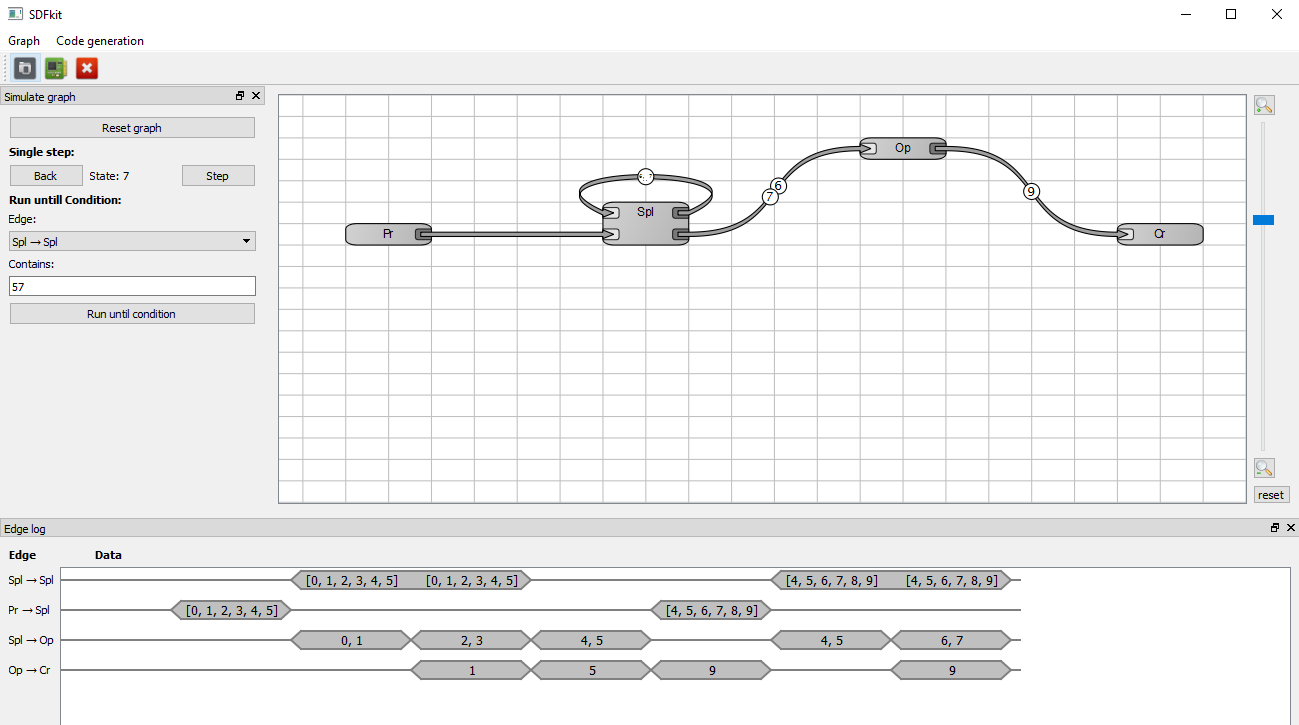 SDFkit
Graph Code generation
Simulate graph
Reset graph
Single step:
Back State: 7 Step
Run untill Condition:
Edge:
Spl → Spl
Contains:
57
Run until condition
Op
6
7
9
Spl
Pr
Cr
reset
Edge log
Edge Data
Spl → Spl [0, 1, 2, 3, 4, 5] [0, 1, 2, 3, 4, 5] [4, 5, 6, 7, 8, 9] [4, 5, 6, 7, 8, 9]
Pr → Spl [0, 1, 2, 3, 4, 5] [4, 5, 6, 7, 8, 9]
Spl → Op 0, 1 2, 3 4, 5 4, 5 6, 7
Op → Cr 1 5 9 9